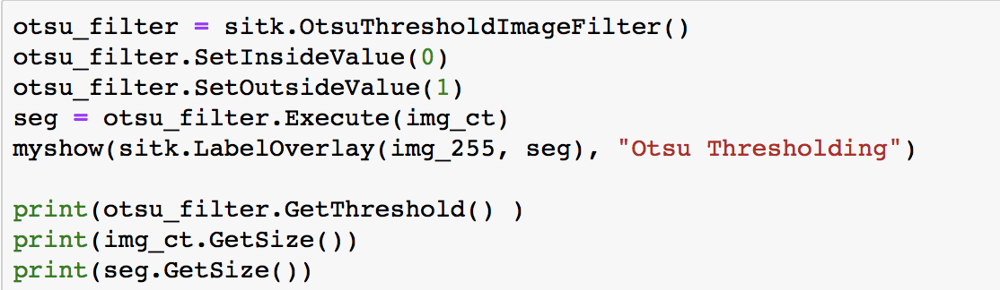 otsu_filter = sitk.OtsuThresholdImageFilter()
otsu_filter.SetInsideValue(0)
otsu_filter.SetOutsideValue(1)
seg = otsu_filter.Execute(img_ct)
myshow(sitk.LabelOverlay(img_255, seg), "Otsu Thresholding")
print(otsu_filter.GetThreshold() )
print(img_ct.GetSize())
print(seg.GetSize())